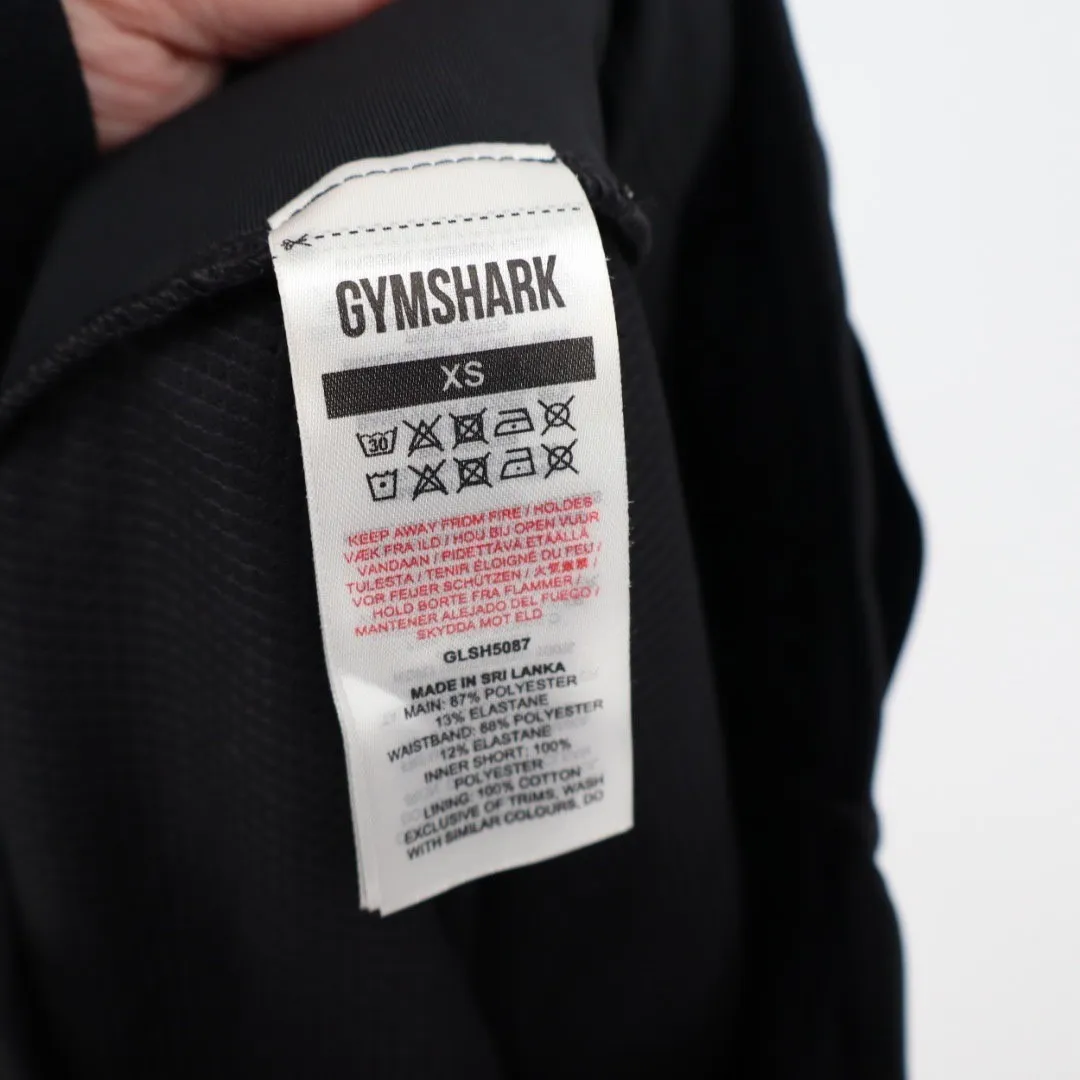 GYMSHARK
XS
30
KEEP AWAY FROM FIRE / HOLDES
VÆK FRA ILD / HOU BIJ OPEN VUUR
VANDAAN / PIDETTÄVÄ ETÄÄLLÄ
TULESTA / TENIR ÉLOIGNÉ DU FEU /
VOR FEUER SCHÜTZEN / 火気厳禁 /
HOLD BORTE FRA FLAMMER /
MANTENER ALEJADO DEL FUEGO /
SKYDDA MOT ELD
GLSH5087
MADE IN SRI LANKA
MAIN: 87% POLYESTER
13% ELASTANE
WAISTBAND: 88% POLYESTER
12% ELASTANE
INNER SHORT: 100%
POLYESTER
LINING: 100% COTTON
EXCLUSIVE OF TRIMS, WASH
WITH SIMILAR COLOURS, DO